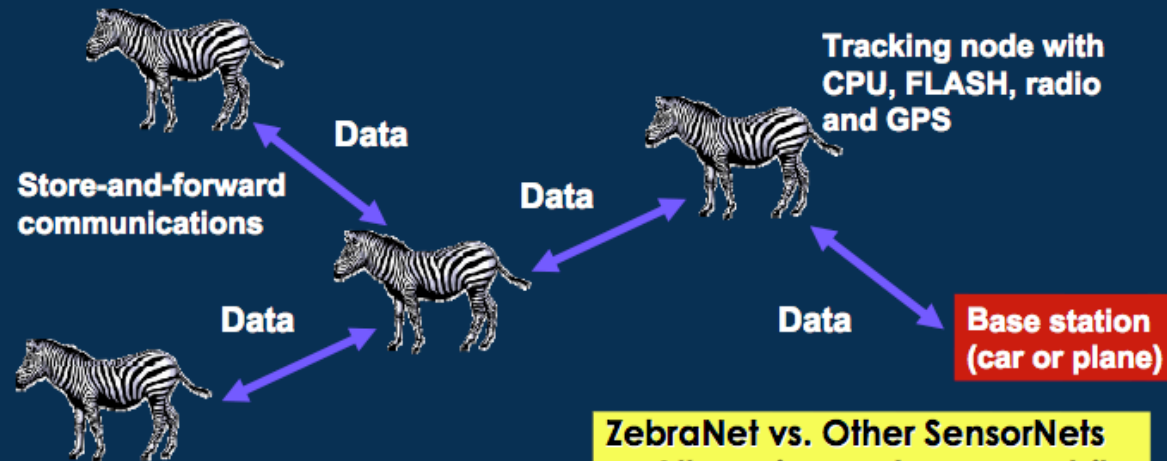 Tracking node with
CPU, FLASH, radio
and GPS
Data
Store-and-forward
communications
Data
Data
Data
Base station
(car or plane)
ZebraNet vs. Other SensorNets